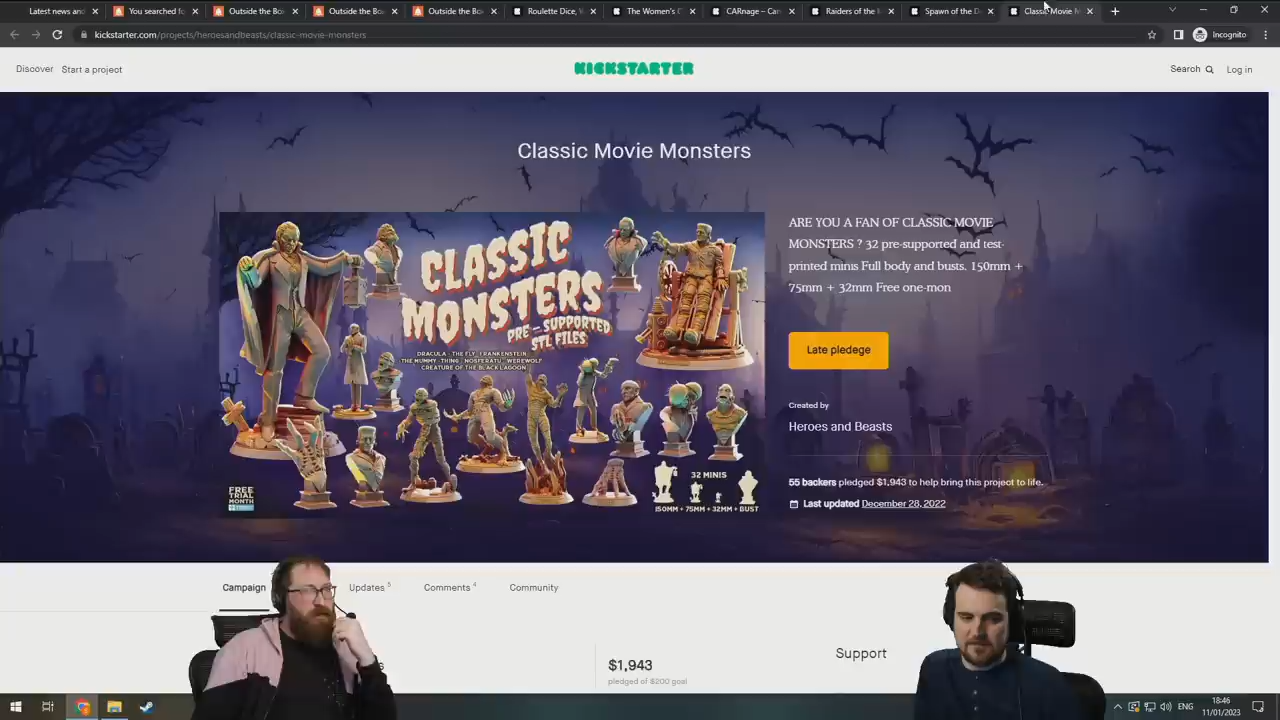 Latest news an
You searched fo
Outside the Bo
Outside the Bo
Outside the Bo
Roulette Dice, V
The Women's C
CARnage – Car
Raiders of the
Spawn of the De
Classic Movie M
kickstarter.com/projects/heroesandbeasts/classic-movie-monsters
Incognito
Discover
Start a project
KICKSTARTER
Search
Log in
Classic Movie Monsters
CLASSIC
MONSTERS
PRE-SUPPORTED
STL FILES
DRACULA - THE FLY - FRANKENSTEIN
THE MUMMY - THING - NOSFERATU - WEREWOLF
CREATURE OF THE BLACK LAGOON
FREE
TRIAL
MONTH
32 MINIS
150MM + 75MM + 32MM + BUST
ARE YOU A FAN OF CLASSIC MOVIE
MONSTERS ? 32 pre-supported and test-
printed minis Full body and busts. 150mm +
75mm + 32mm Free one-mon
Late pledege
Created by
Heroes and Beasts
55 backers pledged $1,943 to help bring this project to life.
Last updated December 28, 2022
Campaign
Updates 5
Comments 4
Community
$1,943
pledged of $200 goal
Support
ENG
18:46
11/01/2023